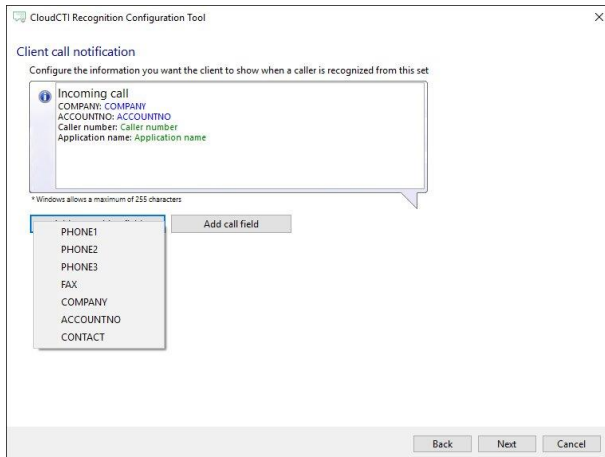 CloudCTI Recognition Configuration Tool
Client call notification
Configure the information you want the client to show when a caller is recognized from this set
Incoming call
COMPANY: COMPANY
ACCOUNTNO: ACCOUNTNO
Caller number: Caller number
Application name: Application name
* Windows allows a maximum of 255 characters
Add call field
PHONE1
PHONE2
PHONE3
FAX
COMPANY
ACCOUNTNO
CONTACT
Back Next Cancel